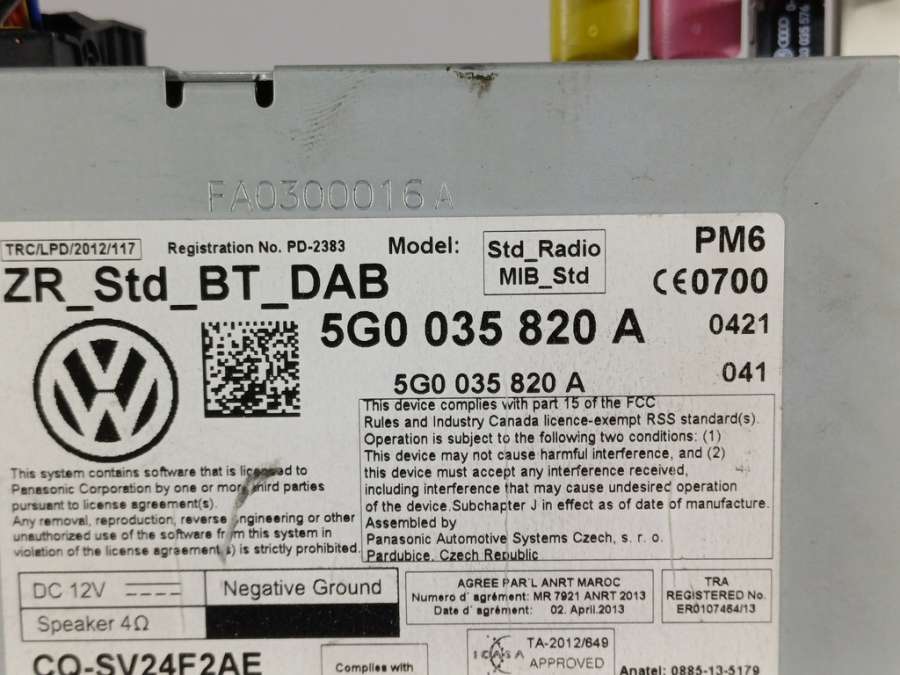 035 576
FA0300016 A
TRC/LPD/2012/117
Registration No. PD-2383
Model:
Std_Radio
MIB_Std
PM6
ZR_Std_BT_DAB
CE0700
5G0 035 820 A
0421
5G0 035 820 A
041
This device complies with part 15 of the FCC
Rules and Industry Canada licence-exempt RSS standard(s).
Operation is subject to the following two conditions: (1)
This device may not cause harmful interference, and (2)
this device must accept any interference received,
including interference that may cause undesired operation
of the device.Subchapter J in effect as of date of manufacture.
Assembled by
Panasonic Automotive Systems Czech, s. r. o.
Pardubice, Czech Republic
This system contains software that is licensed to
Panasonic Corporation by one or more third parties
pursuant to license agreement(s).
Any removal, reproduction, reverse engineering or other
unauthorized use of the software from this system in
violation of the license agreement(s) is strictly prohibited.
DC 12V
Negative Ground
Speaker 4Ω
AGREE PAR'L ANRT MAROC
Numero d' agrément: MR 7921 ANRT 2013
Date d' agrément: 02. April.2013
TRA
REGISTERED No.
ER0107464/13
CQ-SV24F2AE
Complies with
ICASA
TA-2012/649
APPROVED
Anatel: 0885-13-5179